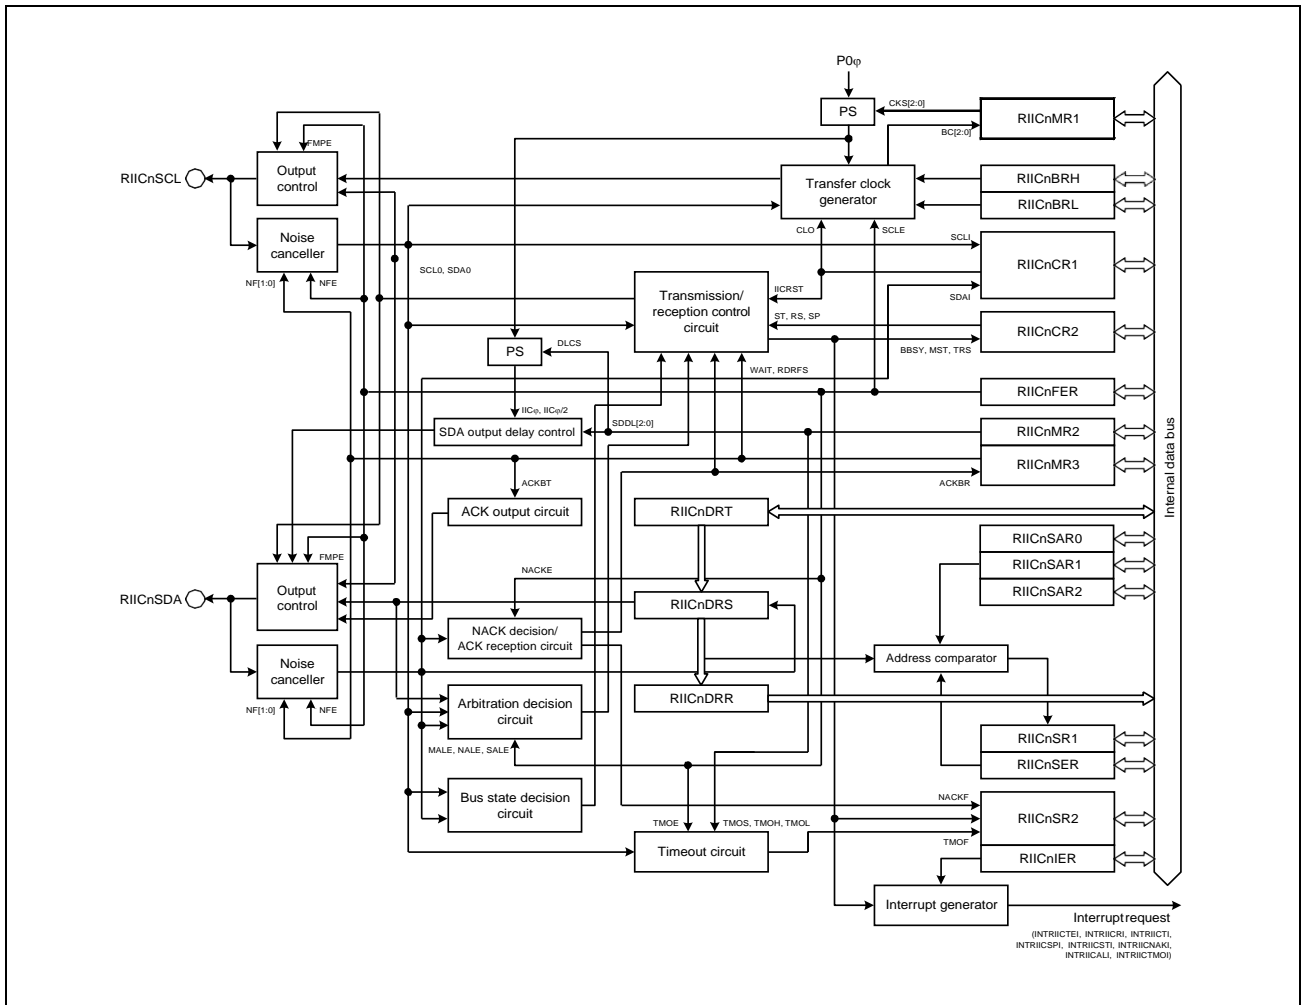 P0φ
PS
CKS[2:0]
RIICnMR1
BC[2:0]
FMPE
Output
control
RIICnSCL
Transfer clock
generator
RIICnBRH
RIICnBRL
Noise
canceller
CLO
SCLE
SCLI
RIICnCR1
SCL0, SDA0
NF[1:0]
NFE
Transmission/
reception control
circuit
IICRST
SDAI
ST, RS, SP
RIICnCR2
BBSY, MST, TRS
PS
DLCS
WAIT, RDRFS
RIICnFER
IICφ, IICφ/2
SDA output delay control
SDDL[2:0]
RIICnMR2
RIICnMR3
ACKBR
Internal data bus
ACKBT
ACK output circuit
RIICnDRT
RIICnSAR0
RIICnSAR1
RIICnSAR2
FMPE
Output
control
RIICnSDA
NACKE
RIICnDRS
NACK decision/
ACK reception circuit
Address comparator
Noise
canceller
NF[1:0]
NFE
Arbitration decision
circuit
RIICnDRR
MALE, NALE, SALE
RIICnSR1
RIICnSER
Bus state decision
circuit
NACKF
RIICnSR2
TMOE
TMOS, TMOH, TMOL
TMOF
Timeout circuit
RIICnIER
Interrupt generator
Interrupt request
(INTRIICTEI, INTRIICRI, INTRIICTI,
INTRIICSPI, INTRIICSTI, INTRIICNAKI,
INTRIICALI, INTRIICTMOI)